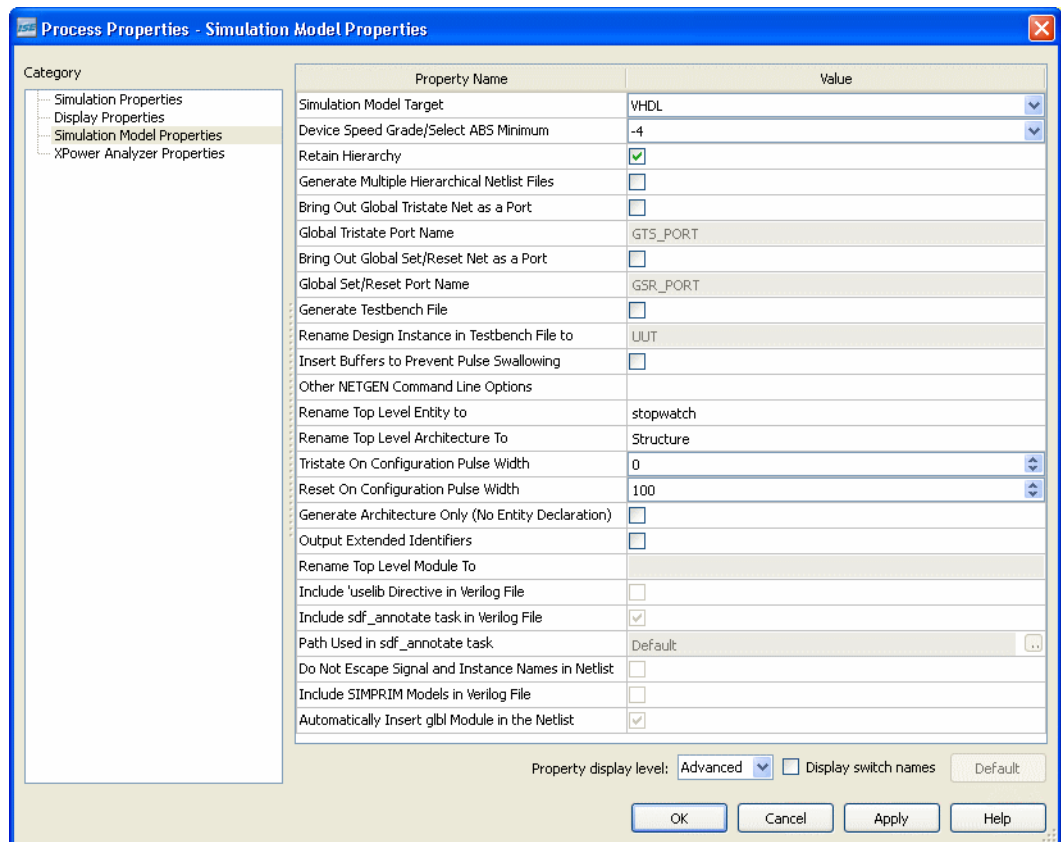 ISE Process Properties - Simulation Model Properties
Category
Simulation Properties
Display Properties
Simulation Model Properties
XPower Analyzer Properties
Property Name Value
Simulation Model Target VHDL
Device Speed Grade/Select ABS Minimum -4
Retain Hierarchy
Generate Multiple Hierarchical Netlist Files
Bring Out Global Tristate Net as a Port
Global Tristate Port Name GTS_PORT
Bring Out Global Set/Reset Net as a Port
Global Set/Reset Port Name GSR_PORT
Generate Testbench File
Rename Design Instance in Testbench File to UUT
Insert Buffers to Prevent Pulse Swallowing
Other NETGEN Command Line Options
Rename Top Level Entity to stopwatch
Rename Top Level Architecture To Structure
Tristate On Configuration Pulse Width 0
Reset On Configuration Pulse Width 100
Generate Architecture Only (No Entity Declaration)
Output Extended Identifiers
Rename Top Level Module To
Include 'uselib Directive in Verilog File
Include sdf_annotate task in Verilog File
Path Used in sdf_annotate task Default ..
Do Not Escape Signal and Instance Names in Netlist
Include SIMPRIM Models in Verilog File
Automatically Insert glbl Module in the Netlist
Property display level: Advanced Display switch names Default
OK Cancel Apply Help